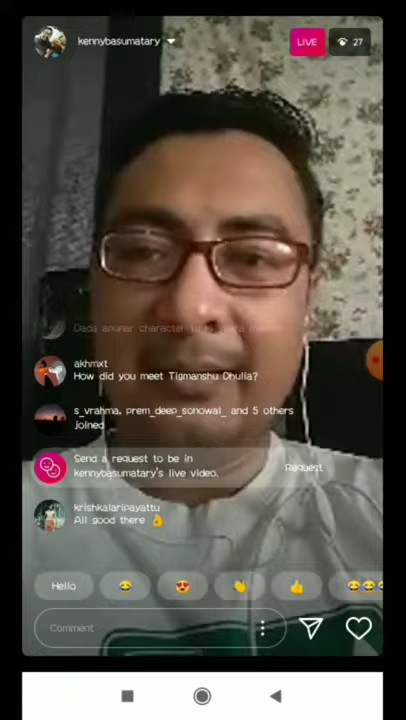 kennybasumatary
LIVE
27
akhmxt
How did you meet Tigmanshu Dhulia?
s_vrahma, prem_deep_sonowal_ and 5 others
joined
Send a request to be in
kennybasumatary's live video.
Request
krishkalaripayattu
All good there 👌
Hello
Comment